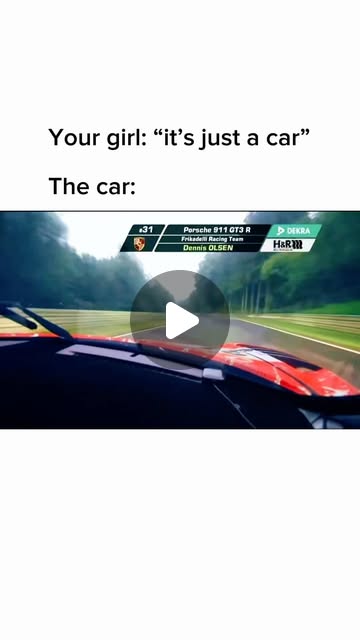 Your girl: “it’s just a car”
The car:
#31 Porsche 911 GT3 R
Frikadelli Racing Team
Dennis OLSEN
DEKRA
H&R